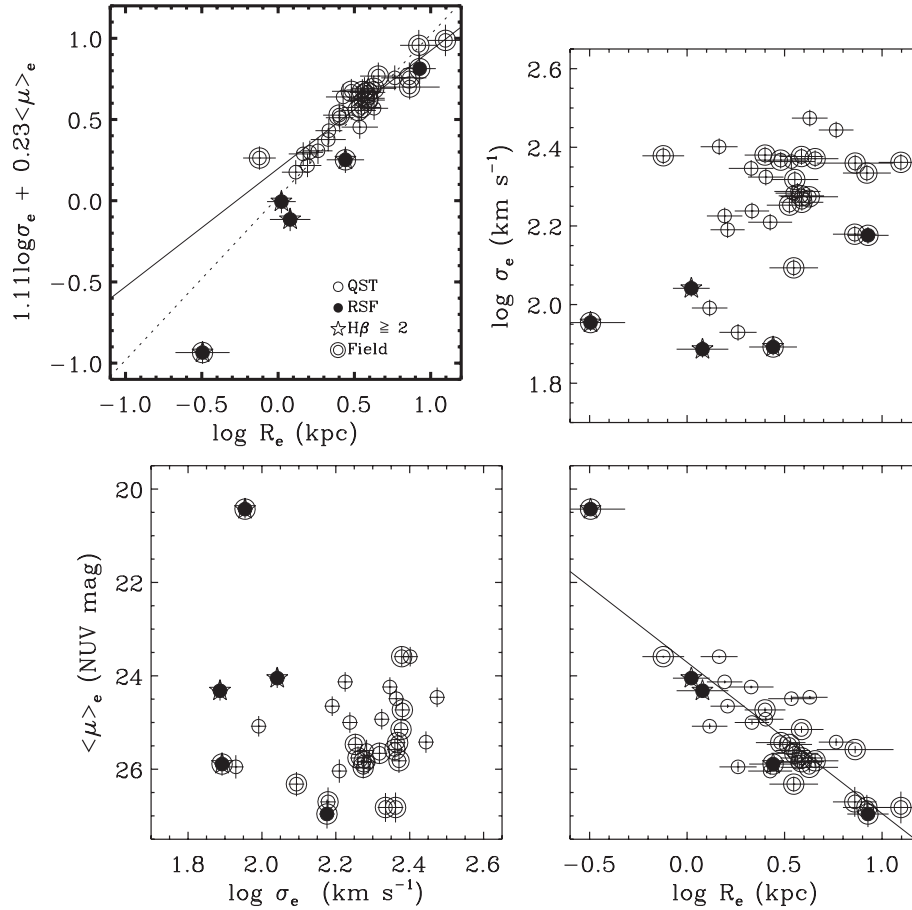 1.11logσe + 0.23<μ>e
1.0
0.5
0.0
−0.5
−1.0
QST
RSF
Hβ ≧ 2
Field
−1.0 −0.5 0.0 0.5 1.0
log Re (kpc)
log σe (km s−1)
2.6
2.4
2.2
2.0
1.8
<μ>e (NUV mag)
20
22
24
26
1.8 2.0 2.2 2.4 2.6
log σe (km s−1)
−0.5 0.0 0.5 1.0
log Re (kpc)